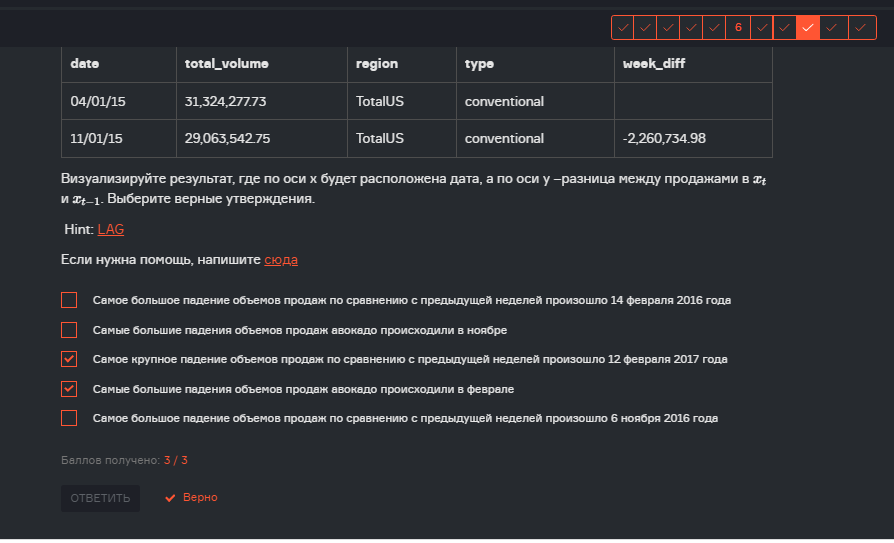 6
date total_volume region type week_diff
04/01/15 31,324,277.73 TotalUS conventional
11/01/15 29,063,542.75 TotalUS conventional -2,260,734.98
Визуализируйте результат, где по оси x будет расположена дата, а по оси y –разница между продажами в xₜ
и xₜ₋₁. Выберите верные утверждения.
Hint: LAG
Если нужна помощь, напишите сюда
Самое большое падение объемов продаж по сравнению с предыдущей неделей произошло 14 февраля 2016 года
Самые большие падения объемов продаж авокадо происходили в ноябре
Самое крупное падение объемов продаж по сравнению с предыдущей неделей произошло 12 февраля 2017 года
Самые большие падения объемов продаж авокадо происходили в феврале
Самое большое падение объемов продаж по сравнению с предыдущей неделей произошло 6 ноября 2016 года
Баллов получено: 3 / 3
ОТВЕТИТЬ Верно